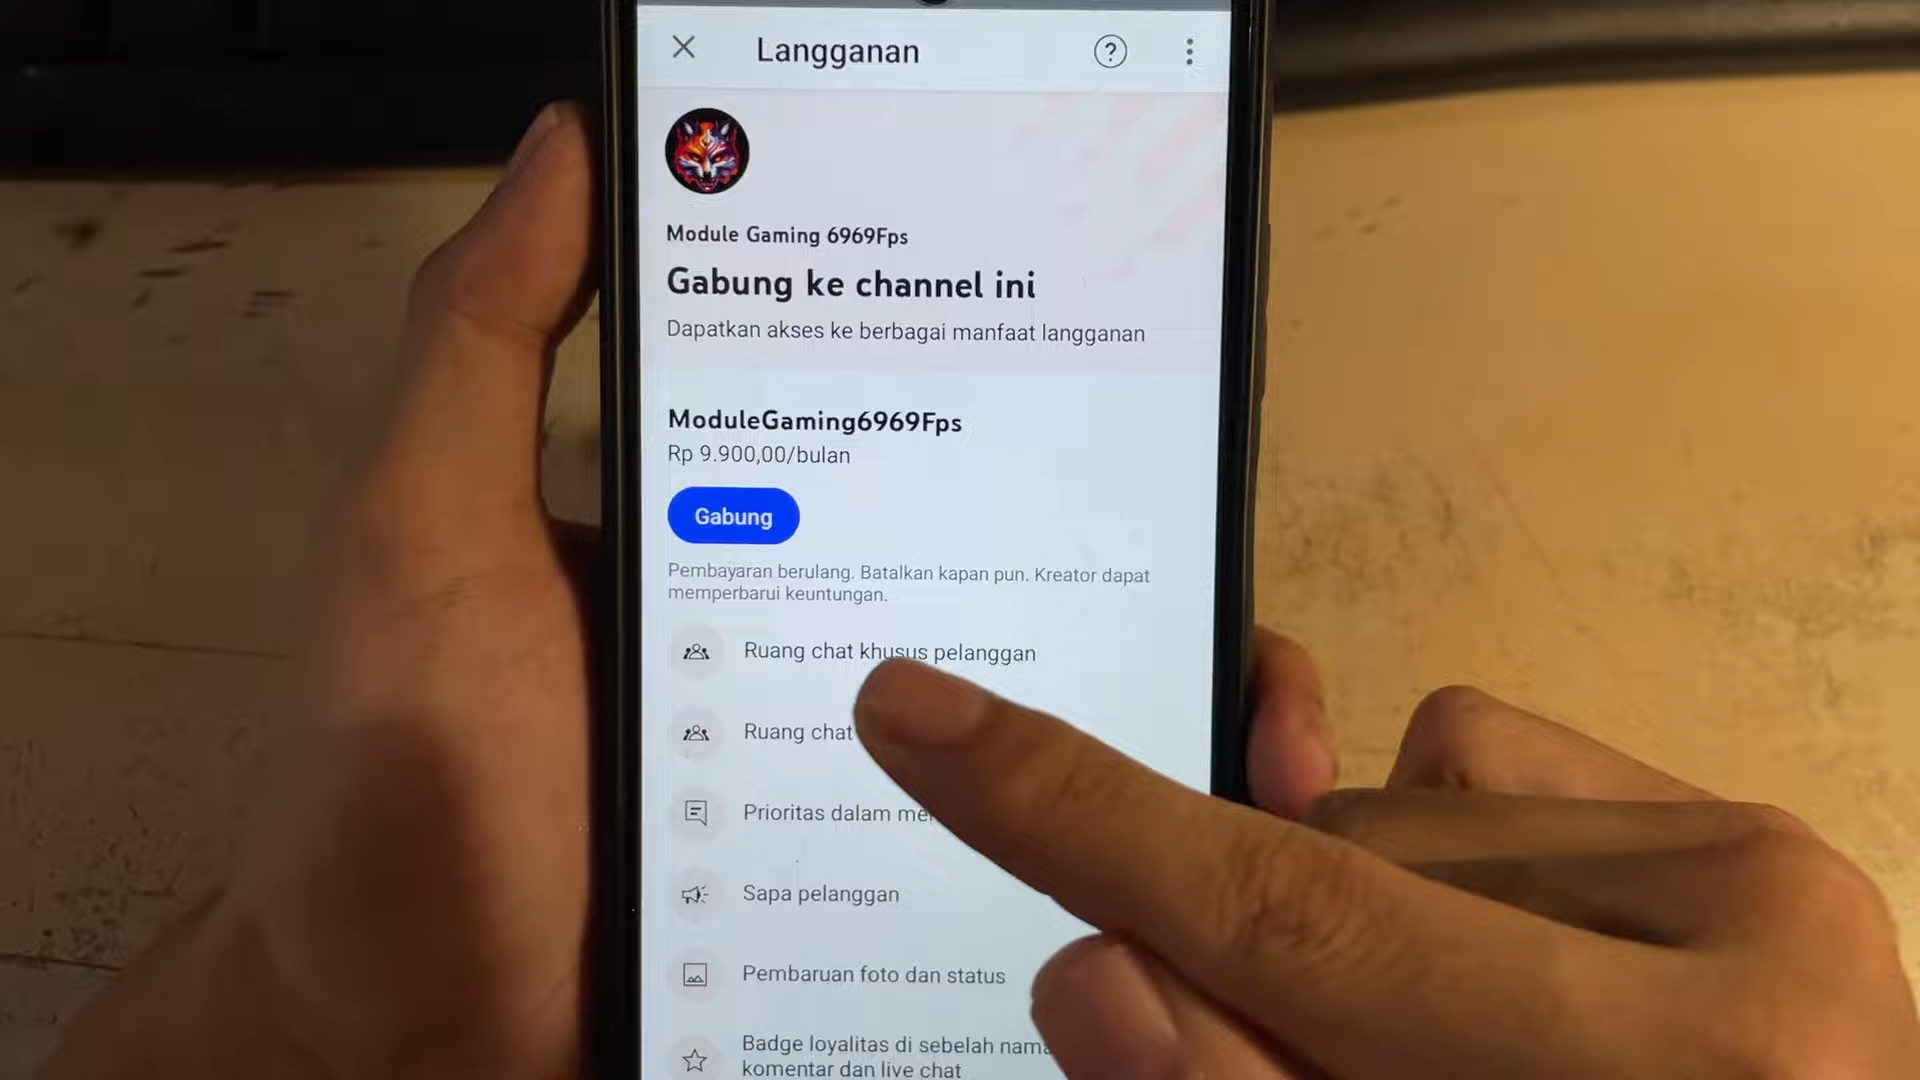 Langganan
Module Gaming 6969Fps
Gabung ke channel ini
Dapatkan akses ke berbagai manfaat langganan
ModuleGaming6969Fps
Rp 9.900,00/bulan
Gabung
Pembayaran berulang. Batalkan kapan pun. Kreator dapat
memperbarui keuntungan.
Ruang chat khusus pelanggan
Ruang chat
Prioritas dalam
Sapa pelanggan
Pembaruan foto dan status
Badge loyalitas di sebelah nama
komentar dan live chat